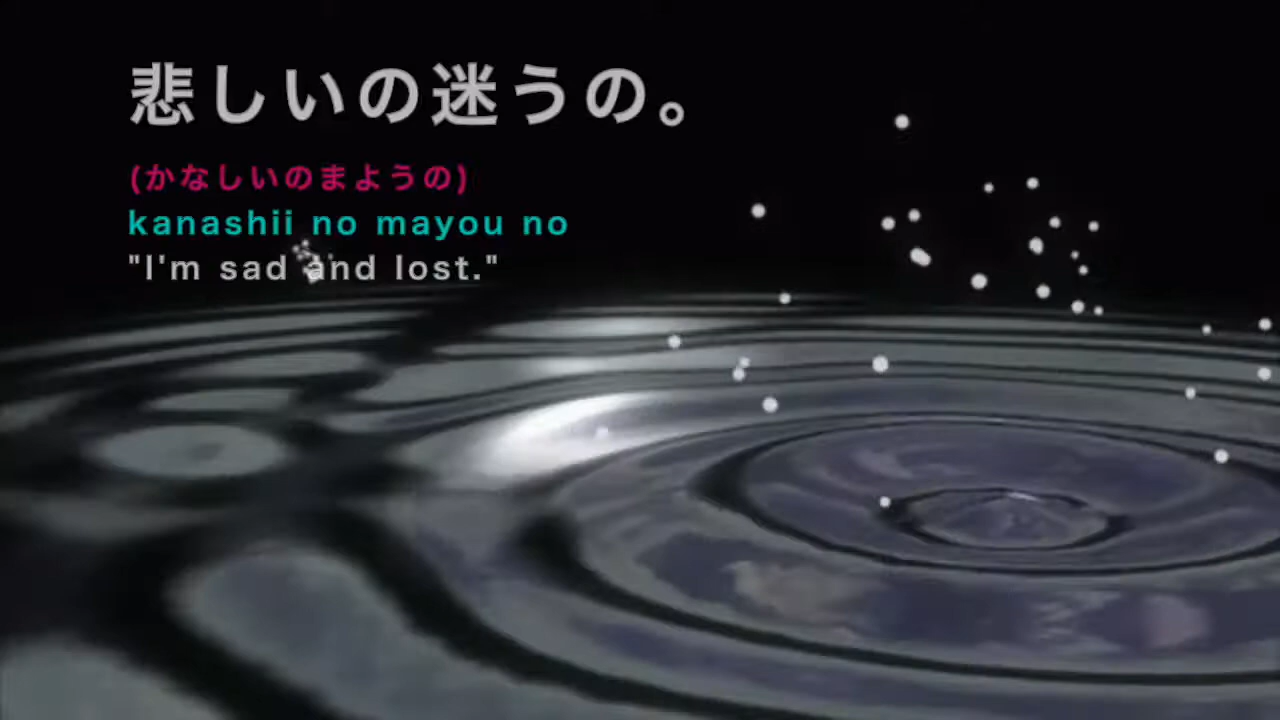 悲しいの迷うの。
(かなしいのまようの)
kanashii no mayou no
"I'm sad and lost."